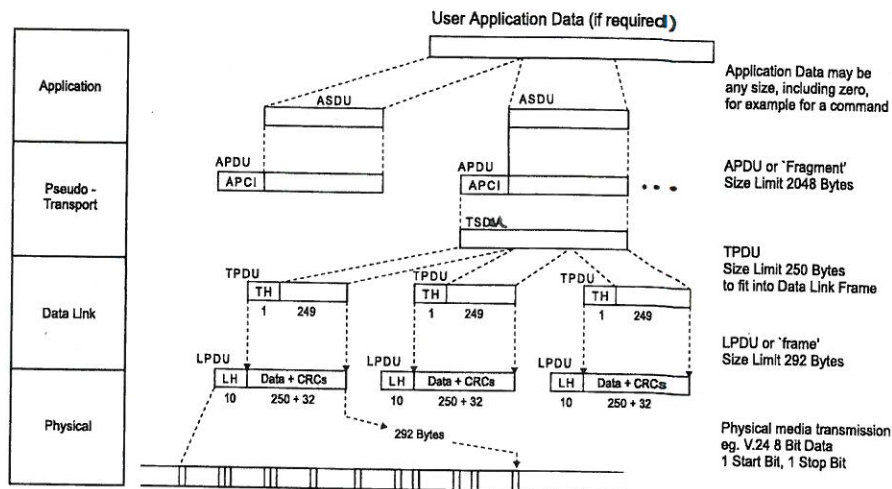 User Application Data (if required)
Application
Application Data may be
any size, including zero,
for example for a command
ASDU
ASDU
APDU
APCI
APDU
APCI
• • •
APDU or `Fragment'
Size Limit 2048 Bytes
Pseudo -
Transport
TSDU
TPDU
Size Limit 250 Bytes
to fit into Data Link Frame
TPDU
TH
1 249
TPDU
TH
1 249
TPDU
TH
1 249
Data Link
LPDU or `frame'
Size Limit 292 Bytes
LPDU
LH Data + CRCs
10 250 + 32
LPDU
LH Data + CRCs
10 250 + 32
LPDU
LH Data + CRCs
10 250 + 32
Physical
292 Bytes
Physical media transmission
eg. V.24 8 Bit Data
1 Start Bit, 1 Stop Bit